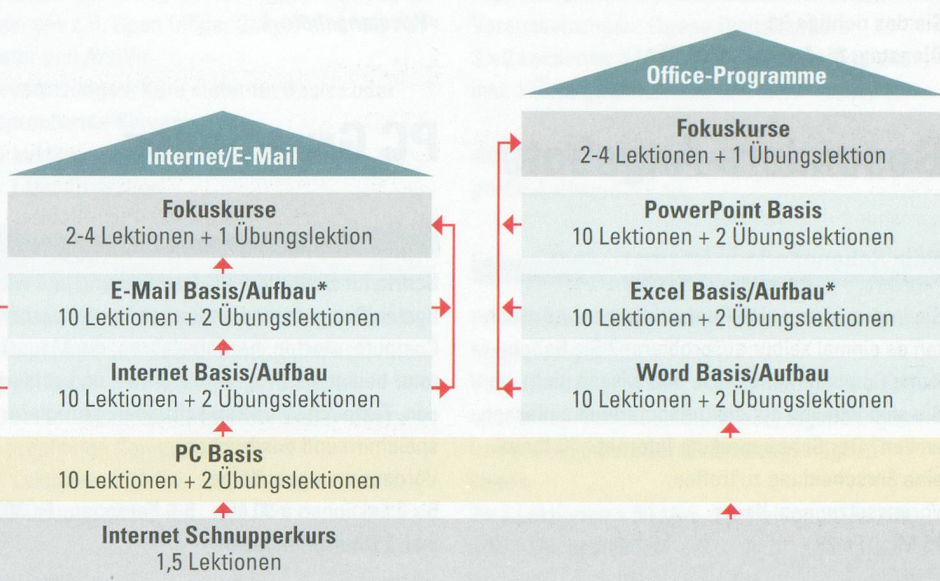 Internet/E-Mail
Fokuskurse
2-4 Lektionen + 1 Übungslektion
E-Mail Basis/Aufbau*
10 Lektionen + 2 Übungslektionen
Internet Basis/Aufbau
10 Lektionen + 2 Übungslektionen
PC Basis
10 Lektionen + 2 Übungslektionen
Internet Schnupperkurs
1,5 Lektionen
Office-Programme
Fokuskurse
2-4 Lektionen + 1 Übungslektion
PowerPoint Basis
10 Lektionen + 2 Übungslektionen
Excel Basis/Aufbau*
10 Lektionen + 2 Übungslektionen
Word Basis/Aufbau
10 Lektionen + 2 Übungslektionen